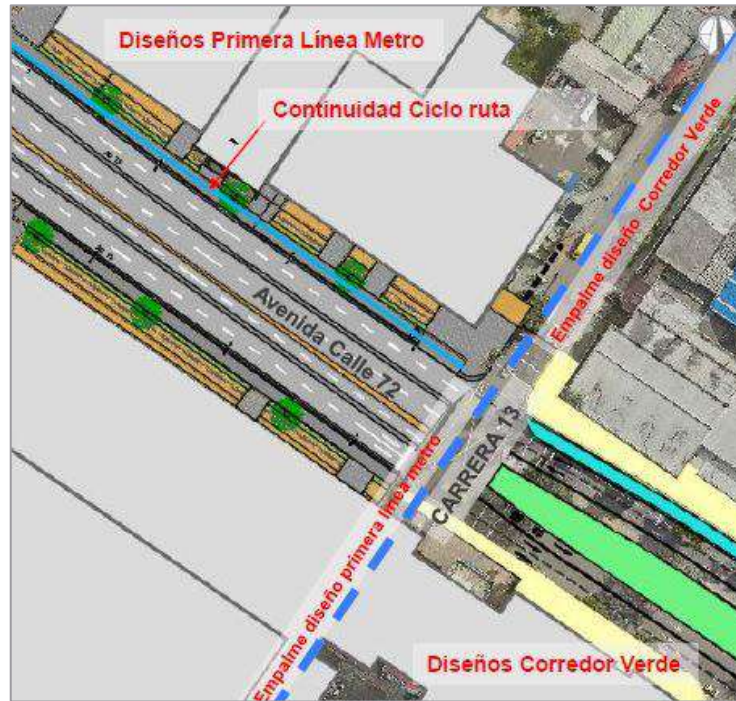 Diseños Primera Línea Metro
Continuidad Ciclo ruta
Empalme diseño Corredor Verde
Avenida Calle 72
CARRERA 13
Empalme diseño primera línea metro
Diseños Corredor Verde